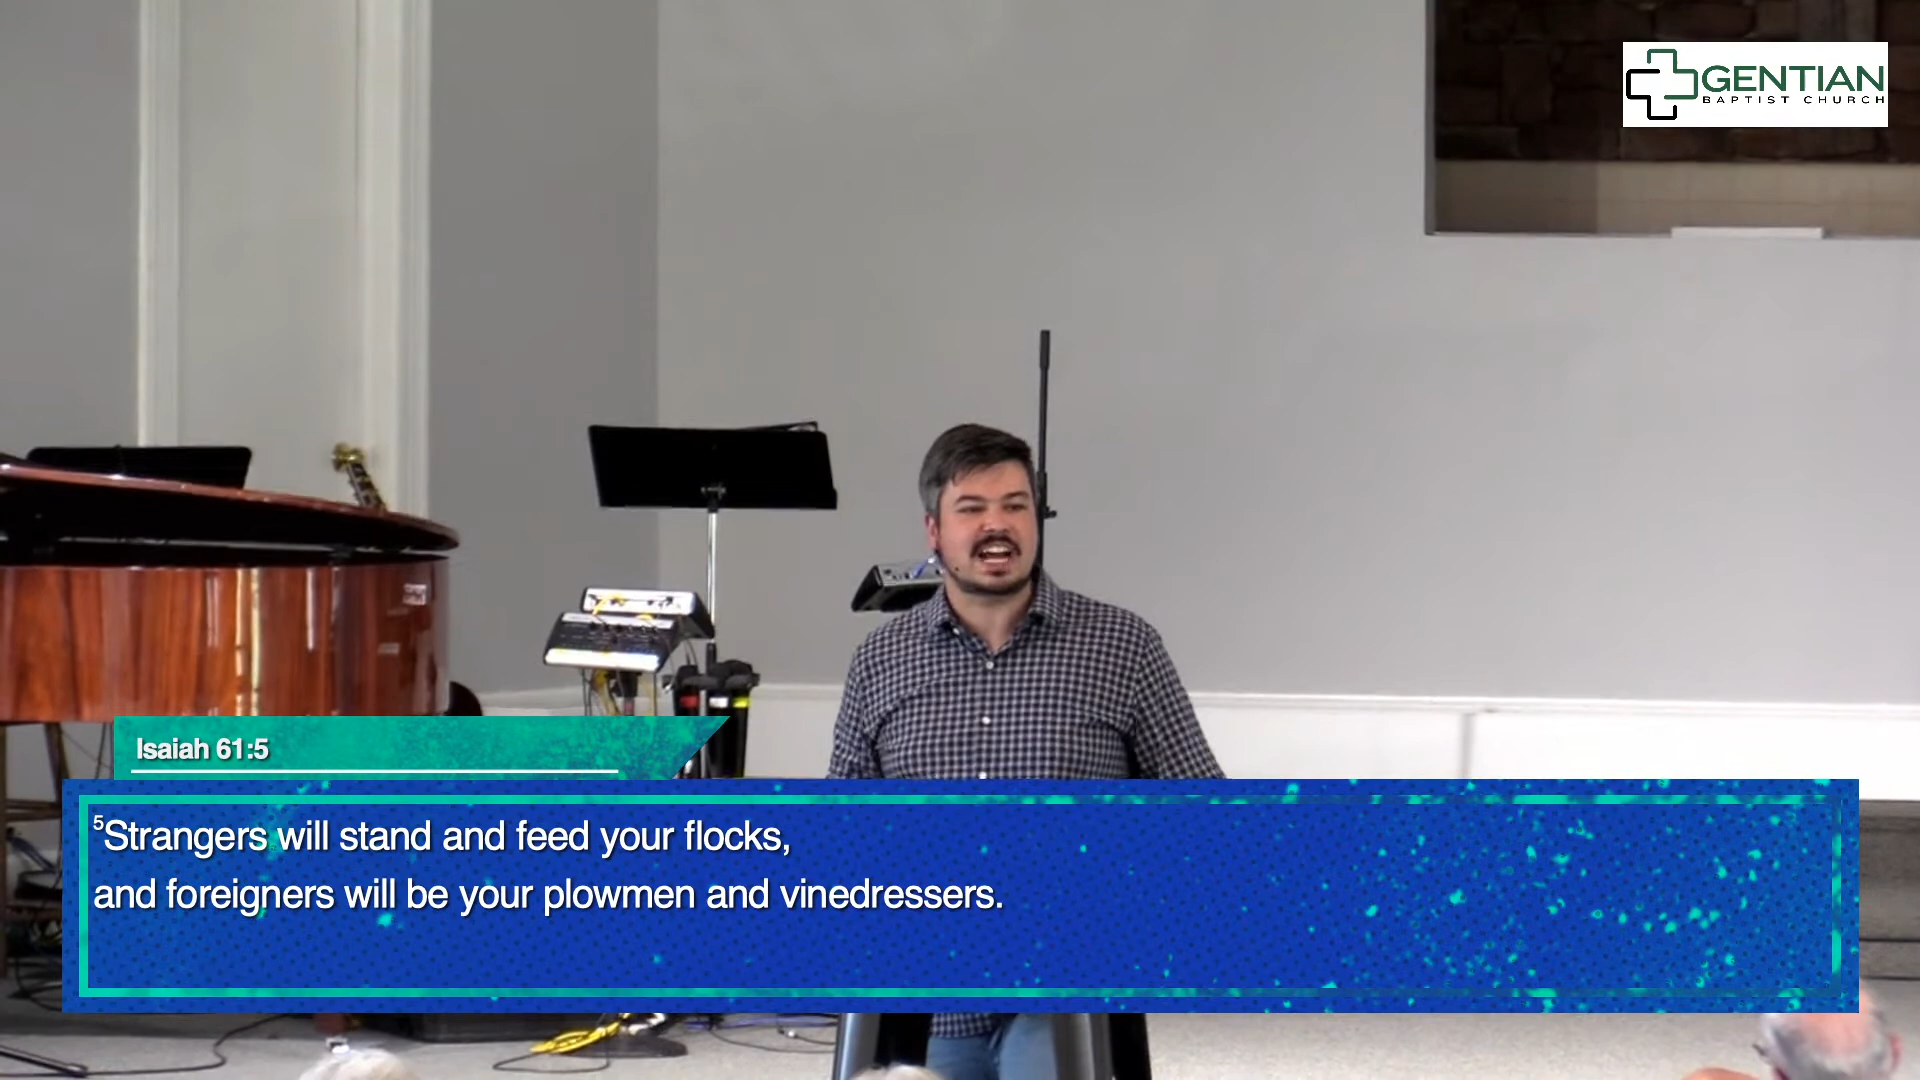 GENTIAN
BAPTIST CHURCH
Isaiah 61:5
5Strangers will stand and feed your flocks,
and foreigners will be your plowmen and vinedressers.